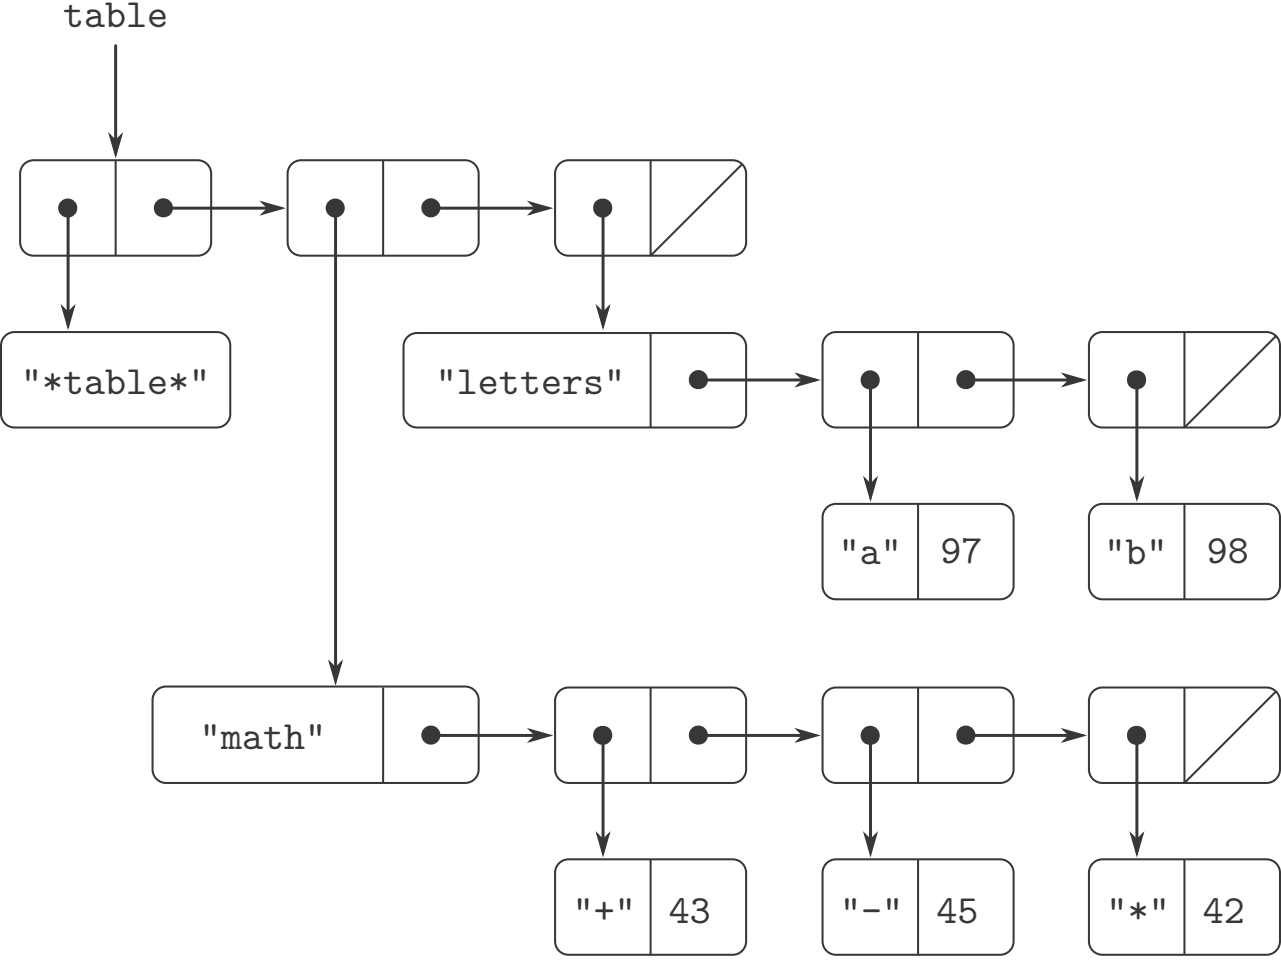 table
"*table*"
"letters"
"a" 97
"b" 98
"math"
"+" 43
"-" 45
"*" 42